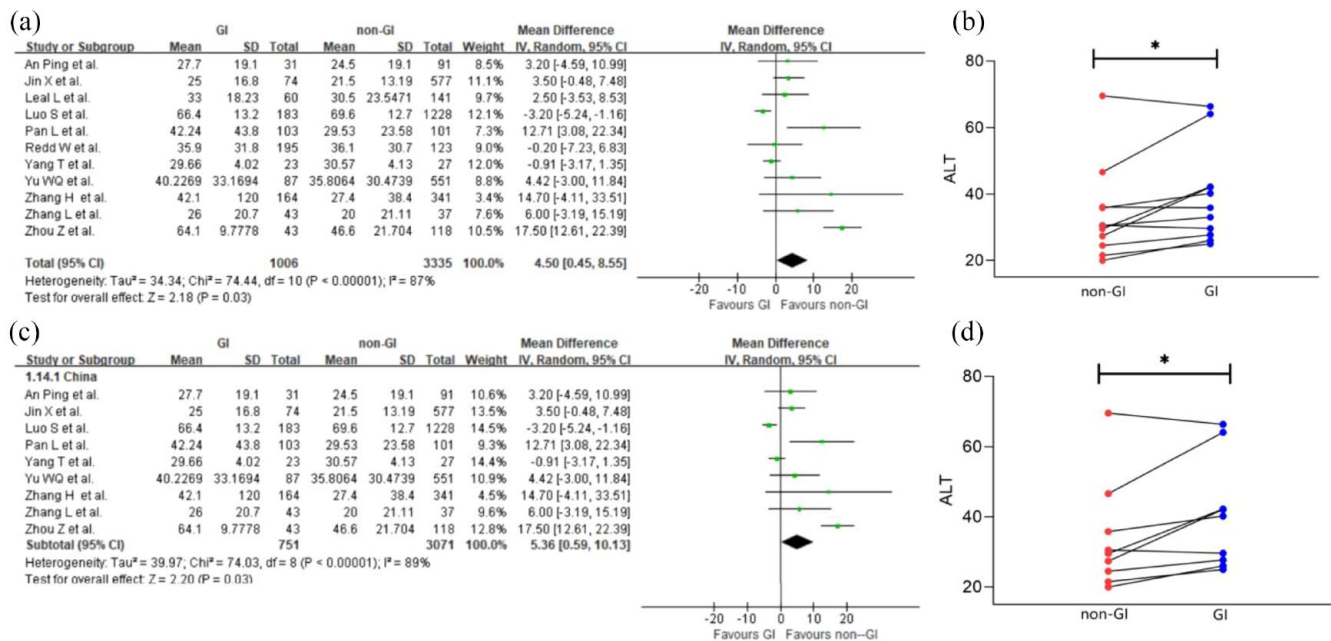 (a)
GI non-GI Mean Difference Mean Difference
Study or Subgroup Mean SD Total Mean SD Total Weight IV, Random, 95% CI IV, Random, 95% CI
An Ping et al. 27.7 19.1 31 24.5 19.1 91 8.5% 3.20 [-4.59, 10.99]
Jin X et al. 25 16.8 74 21.5 13.19 577 11.1% 3.50 [-0.48, 7.48]
Leal L et al. 33 18.23 60 30.5 23.5471 141 9.7% 2.50 [-3.53, 8.53]
Luo S et al. 66.4 13.2 183 69.6 12.7 1228 12.1% -3.20 [-5.24, -1.16]
Pan L et al. 42.24 43.8 103 29.53 23.58 101 7.3% 12.71 [3.08, 22.34]
Redd W et al. 35.9 31.8 195 36.1 30.7 123 9.0% -0.20 [-7.23, 6.83]
Yang T et al. 29.66 4.02 23 30.57 4.13 27 12.0% -0.91 [-3.17, 1.35]
Yu WQ et al. 40.2269 33.1694 87 35.8064 30.4739 551 8.8% 4.42 [-3.00, 11.84]
Zhang H et al. 42.1 120 164 27.4 38.4 341 3.4% 14.70 [-4.11, 33.51]
Zhang L et al. 26 20.7 43 20 21.11 37 7.6% 6.00 [-3.19, 15.19]
Zhou Z et al. 64.1 9.7778 43 46.6 21.704 118 10.5% 17.50 [12.61, 22.39]
Total (95% CI) 1006 3335 100.0% 4.50 [0.45, 8.55]
Heterogeneity: Tau² = 34.34; Chi² = 74.44, df = 10 (P < 0.00001); I² = 87%
Test for overall effect: Z = 2.18 (P = 0.03)
-20 -10 0 10 20
Favours GI Favours non-GI
(b)
*
80
60
40
20
ALT
non-GI GI
(c)
GI non-GI Mean Difference Mean Difference
Study or Subgroup Mean SD Total Mean SD Total Weight IV, Random, 95% CI IV, Random, 95% CI
1.14.1 China
An Ping et al. 27.7 19.1 31 24.5 19.1 91 10.6% 3.20 [-4.59, 10.99]
Jin X et al. 25 16.8 74 21.5 13.19 577 13.5% 3.50 [-0.48, 7.48]
Luo S et al. 66.4 13.2 183 69.6 12.7 1228 14.5% -3.20 [-5.24, -1.16]
Pan L et al. 42.24 43.8 103 29.53 23.58 101 9.3% 12.71 [3.08, 22.34]
Yang T et al. 29.66 4.02 23 30.57 4.13 27 14.4% -0.91 [-3.17, 1.35]
Yu WQ et al. 40.2269 33.1694 87 35.8064 30.4739 551 10.9% 4.42 [-3.00, 11.84]
Zhang H et al. 42.1 120 164 27.4 38.4 341 4.5% 14.70 [-4.11, 33.51]
Zhang L et al. 26 20.7 43 20 21.11 37 9.6% 6.00 [-3.19, 15.19]
Zhou Z et al. 64.1 9.7778 43 46.6 21.704 118 12.8% 17.50 [12.61, 22.39]
Subtotal (95% CI) 751 3071 100.0% 5.36 [0.59, 10.13]
Heterogeneity: Tau² = 39.97; Chi² = 74.03, df = 8 (P < 0.00001); I² = 89%
Test for overall effect: Z = 2.20 (P = 0.03)
-20 -10 0 10 20
Favours GI Favours non--GI
(d)
*
80
60
40
20
ALT
non-GI GI